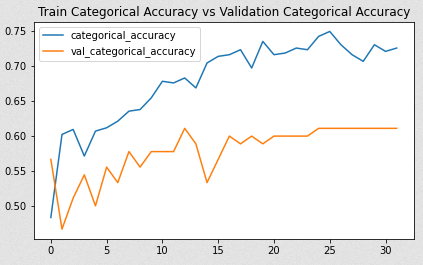 Train Categorical Accuracy vs Validation Categorical Accuracy
categorical_accuracy
val_categorical_accuracy
0.75
0.70
0.65
0.60
0.55
0.50
0 5 10 15 20 25 30